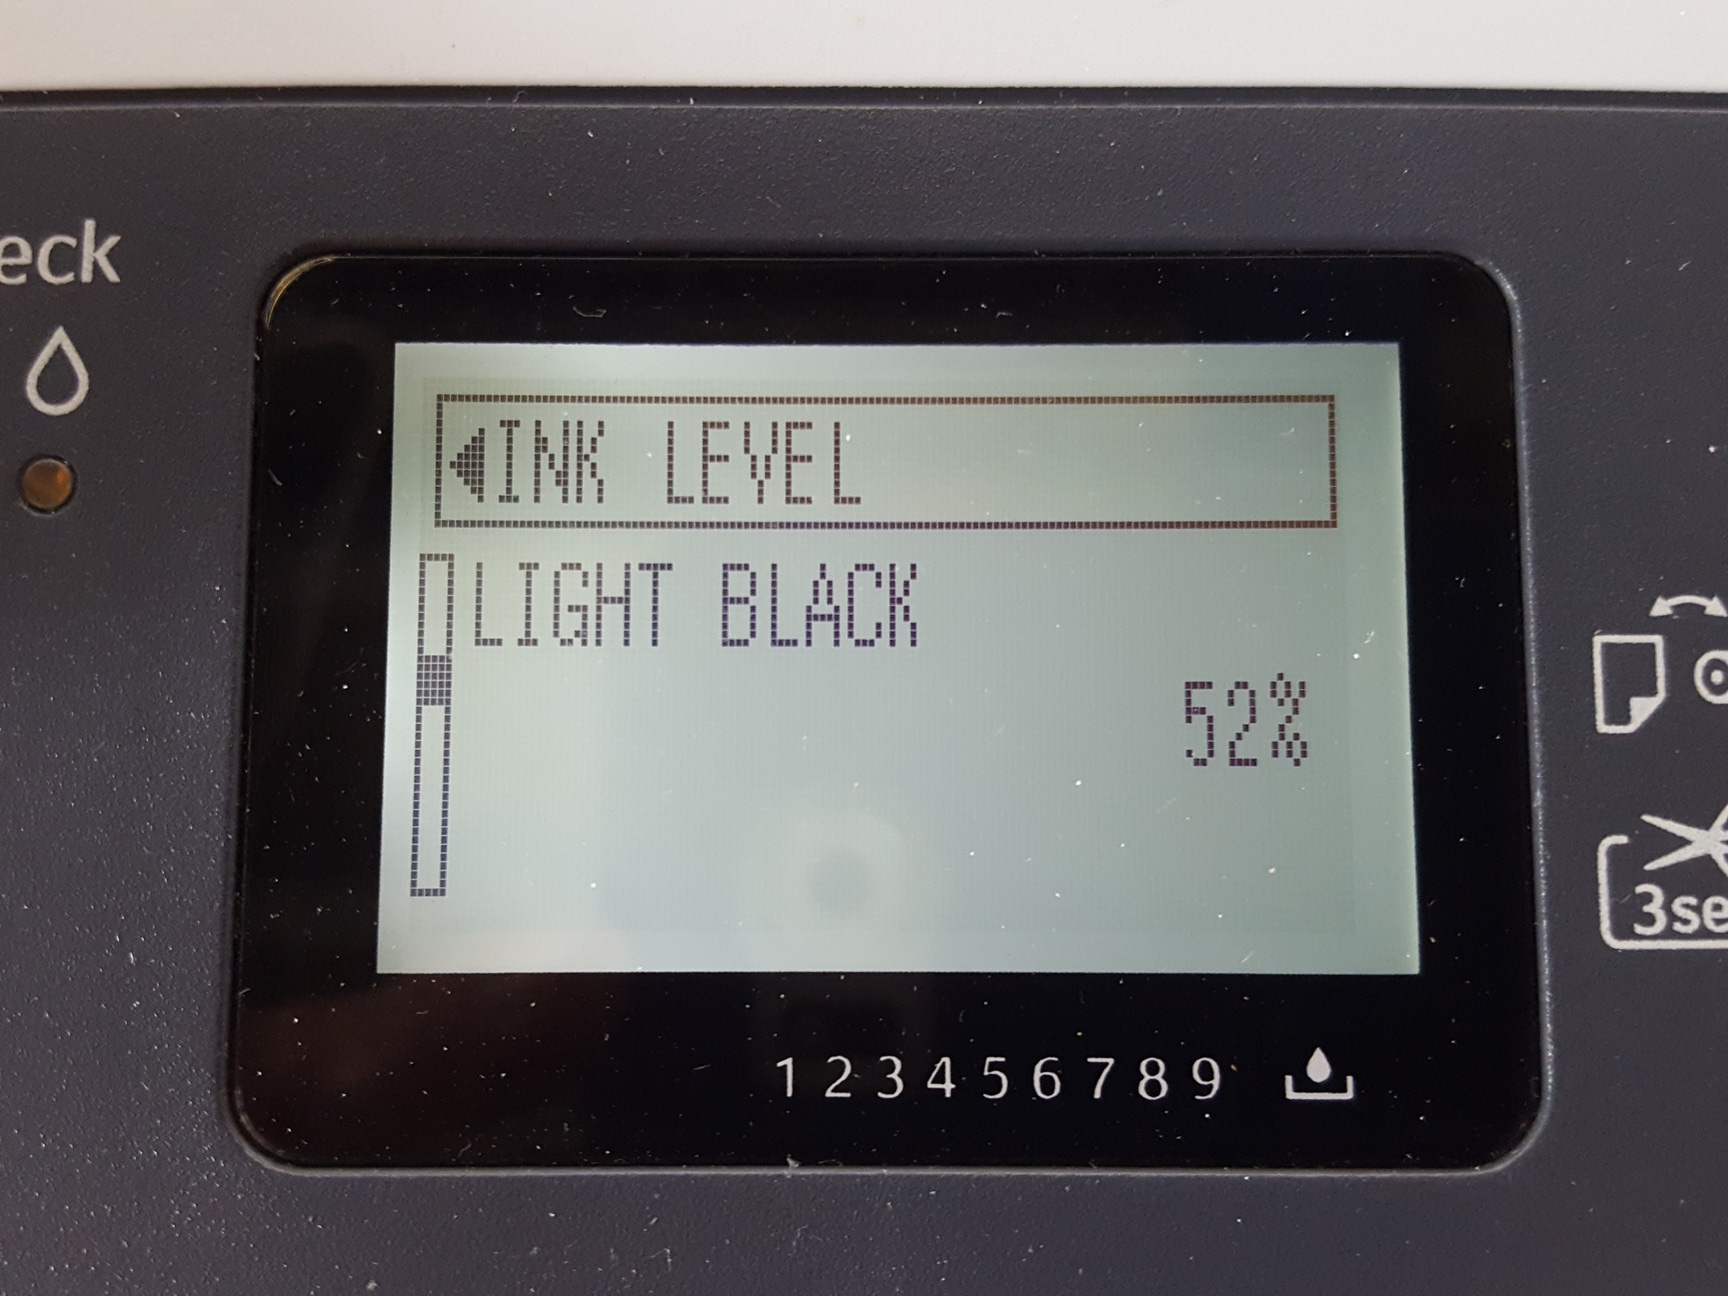 eck
INK LEVEL
LIGHT BLACK
52%
3se
1 2 3 4 5 6 7 8 9